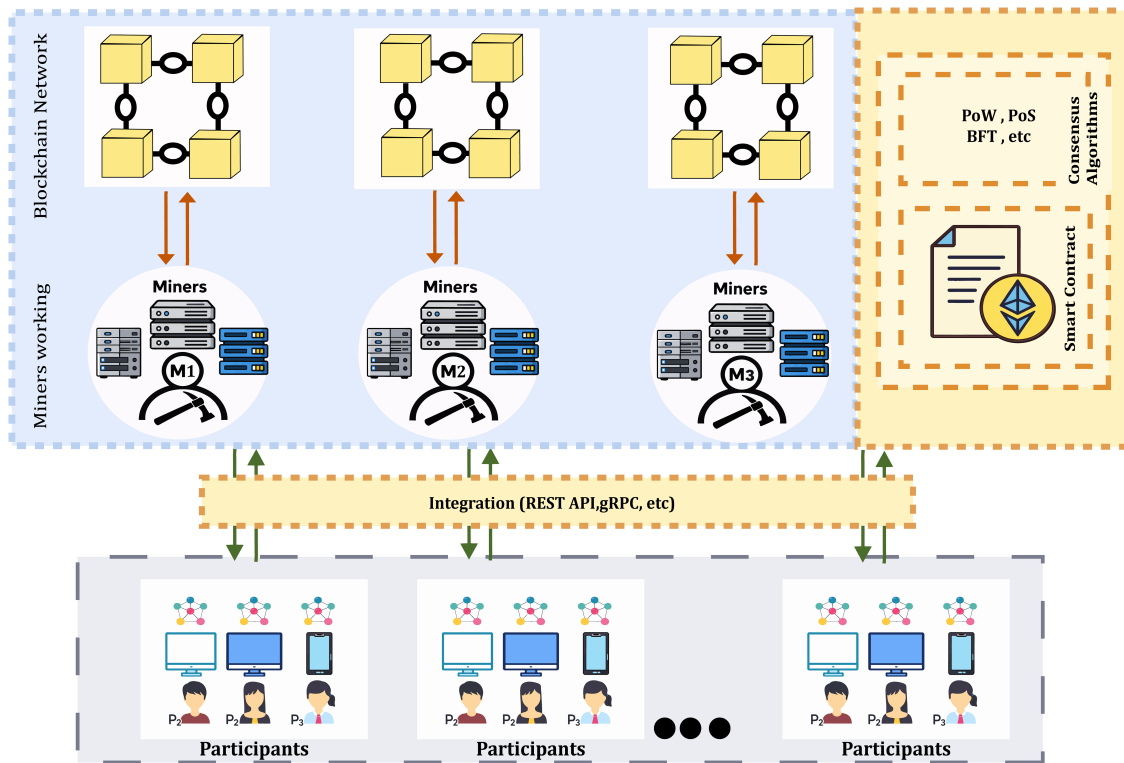 Blockchain Network
Miners working
Miners
M1
Miners
M2
Miners
M3
PoW , PoS
BFT , etc
Consensus
Algorithms
Smart Contract
Integration (REST API,gRPC, etc)
P2
P2
P3
Participants
P2
P2
P3
Participants
P2
P2
P3
Participants